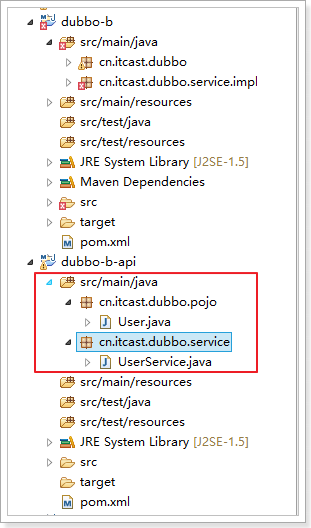 dubbo-b
src/main/java
cn.itcast.dubbo
cn.itcast.dubbo.service.impl
src/main/resources
src/test/java
src/test/resources
JRE System Library [J2SE-1.5]
Maven Dependencies
src
target
pom.xml
dubbo-b-api
src/main/java
cn.itcast.dubbo.pojo
User.java
cn.itcast.dubbo.service
UserService.java
src/main/resources
src/test/java
src/test/resources
JRE System Library [J2SE-1.5]
src
target
pom.xml